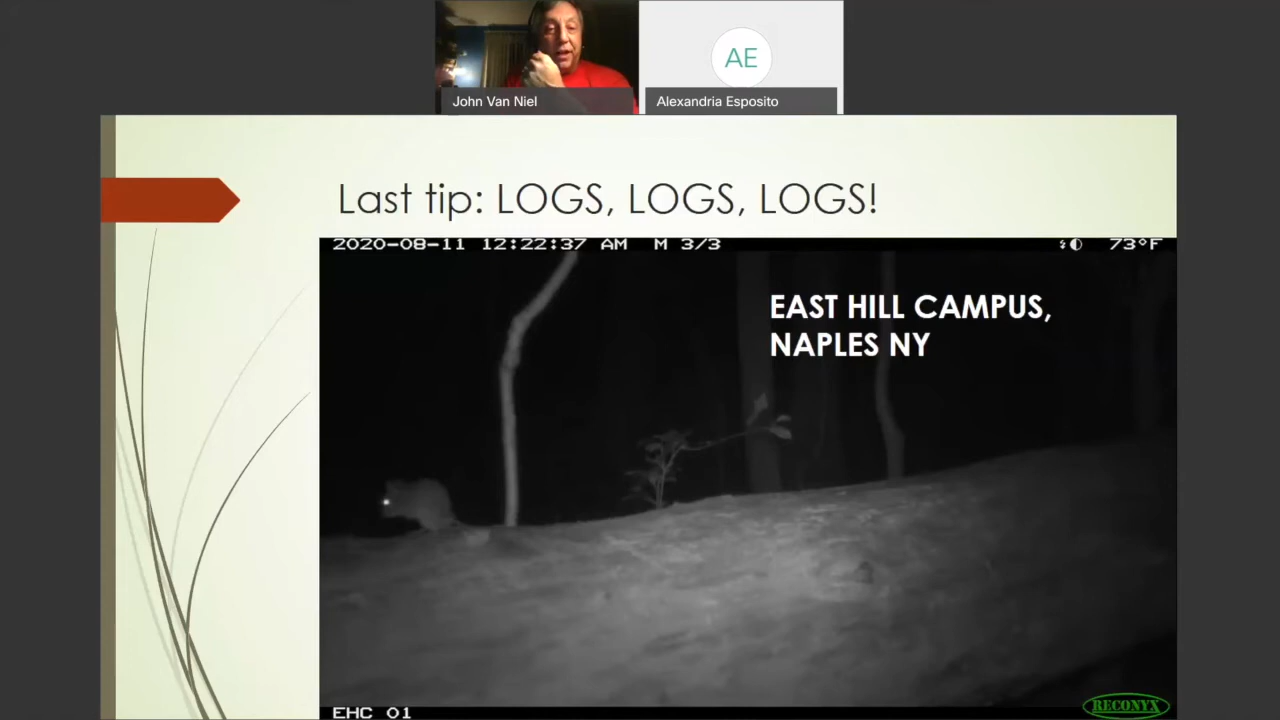 John Van Niel
AE
Alexandria Esposito
Last tip: LOGS, LOGS, LOGS!
2020-08-11 12:22:37 AM M 3/3 73°F
EAST HILL CAMPUS,
NAPLES NY
EHC 01
RECONYX